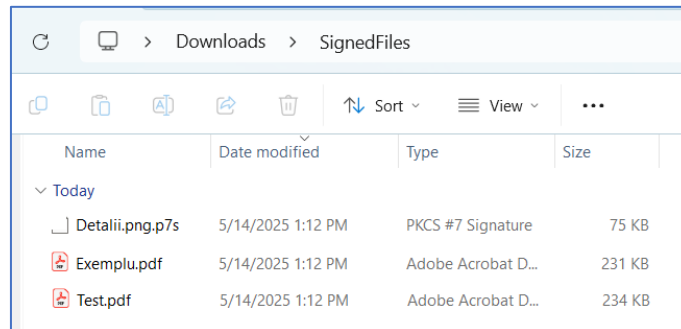 Downloads > SignedFiles
Sort View ...
Name Date modified Type Size
Today
Detalii.png.p7s 5/14/2025 1:12 PM PKCS #7 Signature 75 KB
Exemplu.pdf 5/14/2025 1:12 PM Adobe Acrobat D... 231 KB
Test.pdf 5/14/2025 1:12 PM Adobe Acrobat D... 234 KB